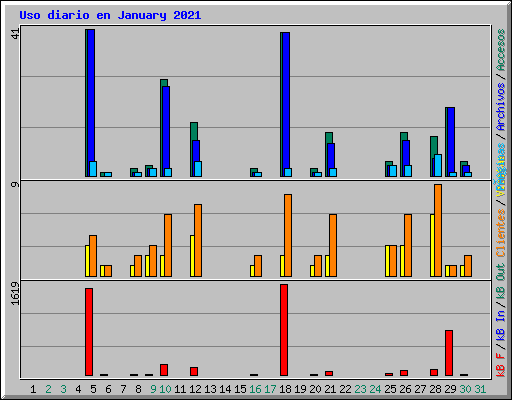 Uso diario en January 2021
41
9
1619
kB F / kB In / kB Out Clientes / Páginas / Archivos / Accesos
1 2 3 4 5 6 7 8 9 10 11 12 13 14 15 16 17 18 19 20 21 22 23 24 25 26 27 28 29 30 31